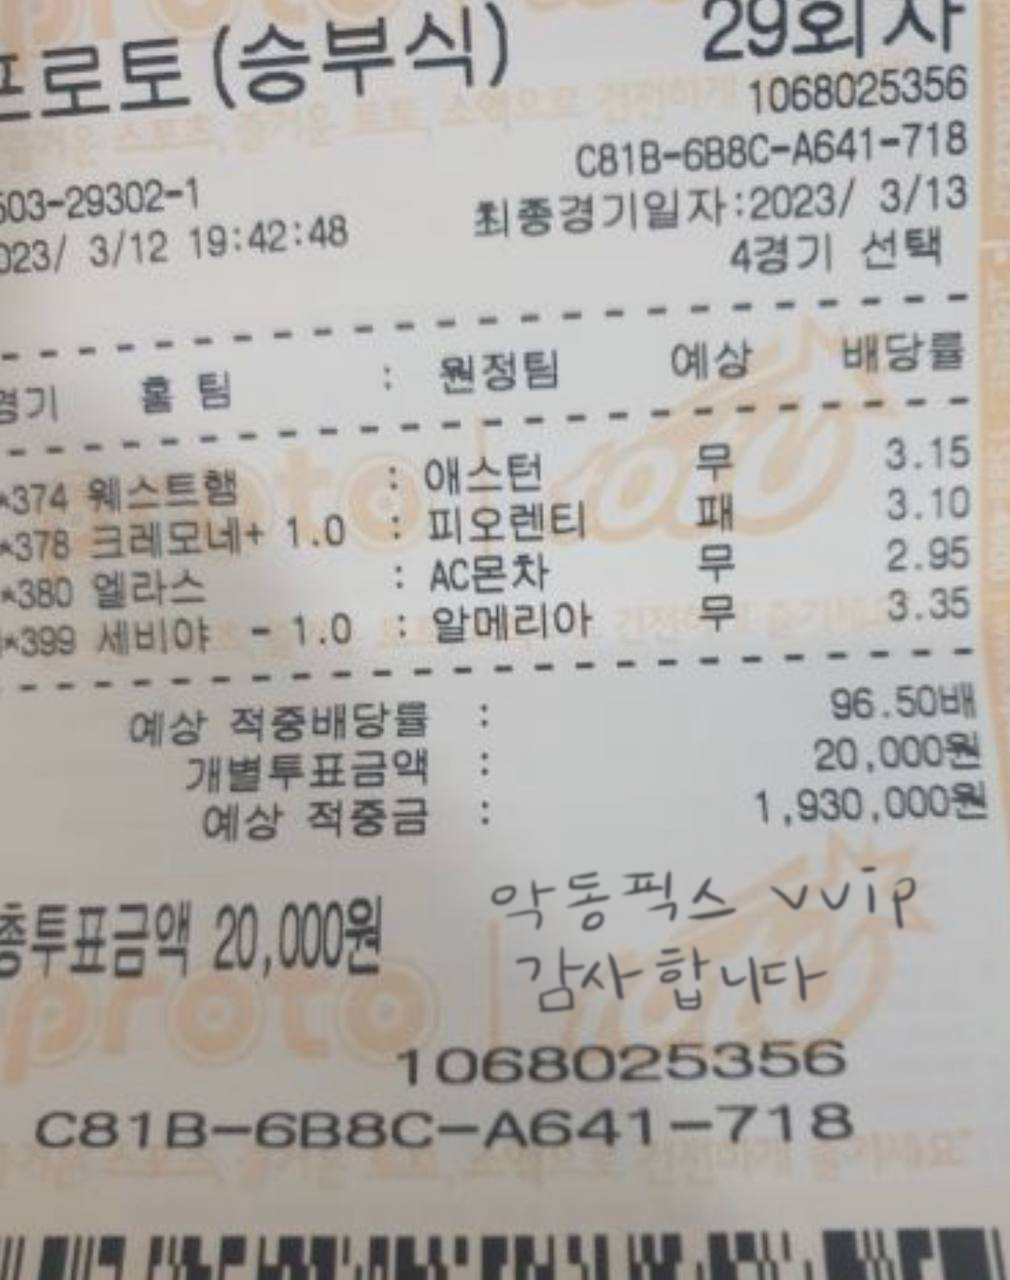 프로토(승부식) 29회차
1068025356
C81B-6B8C-A641-718
503-29302-1
023/ 3/12 19:42:48
최종경기일자:2023/ 3/13
4경기 선택
경기 홈 팀 : 원정팀 예상 배당률
*374 웨스트햄 : 애스턴 무 3.15
*378 크레모네+ 1.0 : 피오렌티 패 3.10
*380 엘라스 : AC몬차 무 2.95
*399 세비야 - 1.0 : 알메리아 무 3.35
예상 적중배당률 : 96.50배
개별투표금액 : 20,000원
예상 적중금 : 1,930,000원
총투표금액 20,000원
악동픽스 vvip
감사합니다
1068025356
C81B-6B8C-A641-718